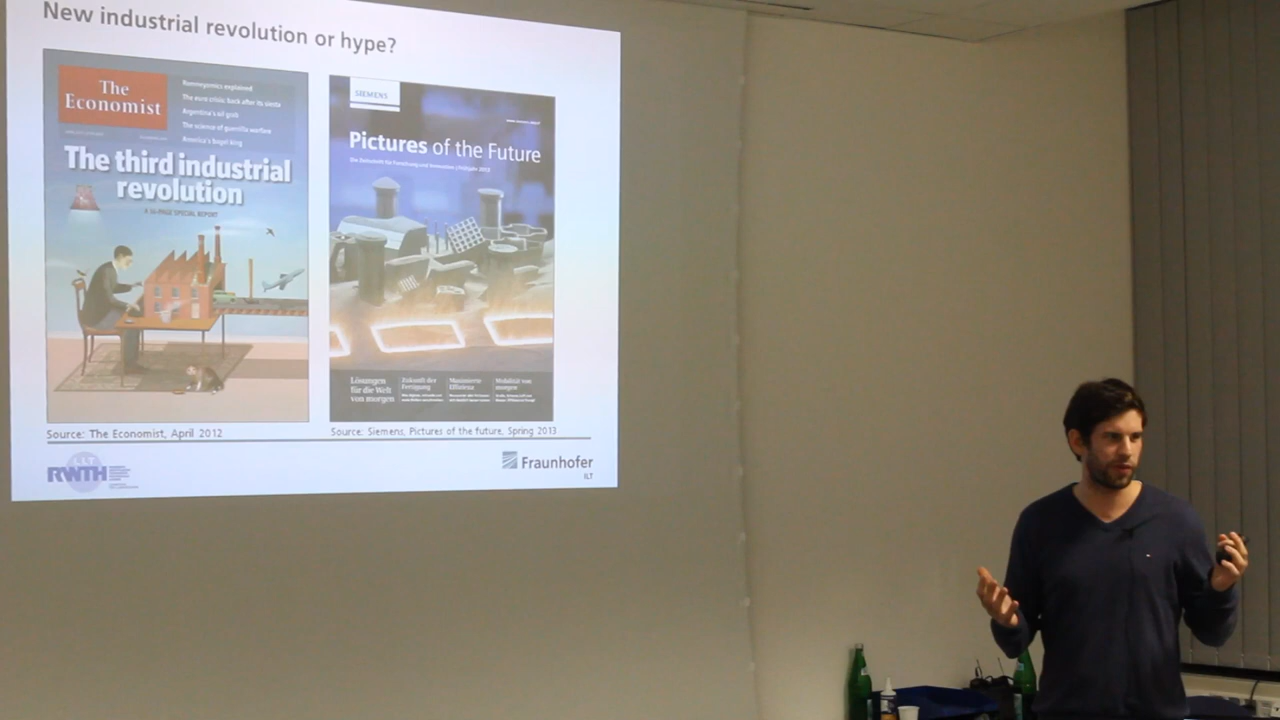 New industrial revolution or hype?
The
Economist
Rommeynomics explained
The euro crisis: back after its siesta
Argentina's oil grab
The science of guerrilla warfare
America's bagel king
The third industrial
revolution
A 14-PAGE SPECIAL REPORT
SIEMENS
Pictures of the Future
Die Zeitschrift für Forschung und Innovation | Frühjahr 2013
Lösungen
für die Welt
von morgen
Zukunft der
Fertigung
Maximierte
Effizienz
Mobilität von
morgen
Source: The Economist, April 2012
Source: Siemens, Pictures of the future, Spring 2013
LLT
RWTH
Fraunhofer
ILT